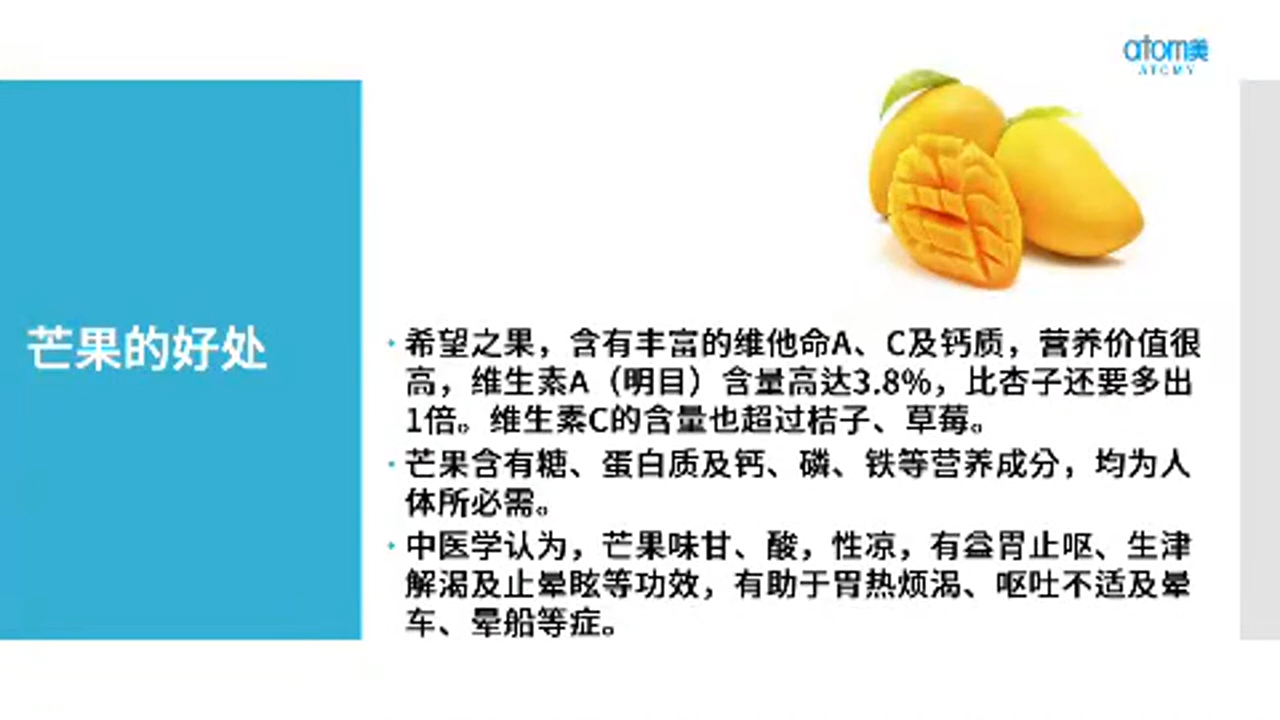 atom美
ATOMY
芒果的好处
·希望之果，含有丰富的维他命A、C及钙质，营养价值很
高，维生素A（明目）含量高达3.8%，比杏子还要多出
1倍。维生素C的含量也超过桔子、草莓。
·芒果含有糖、蛋白质及钙、磷、铁等营养成分，均为人
体所必需。
·中医学认为，芒果味甘、酸，性凉，有益胃止呕、生津
解渴及止晕眩等功效，有助于胃热烦渴、呕吐不适及晕
车、晕船等症。